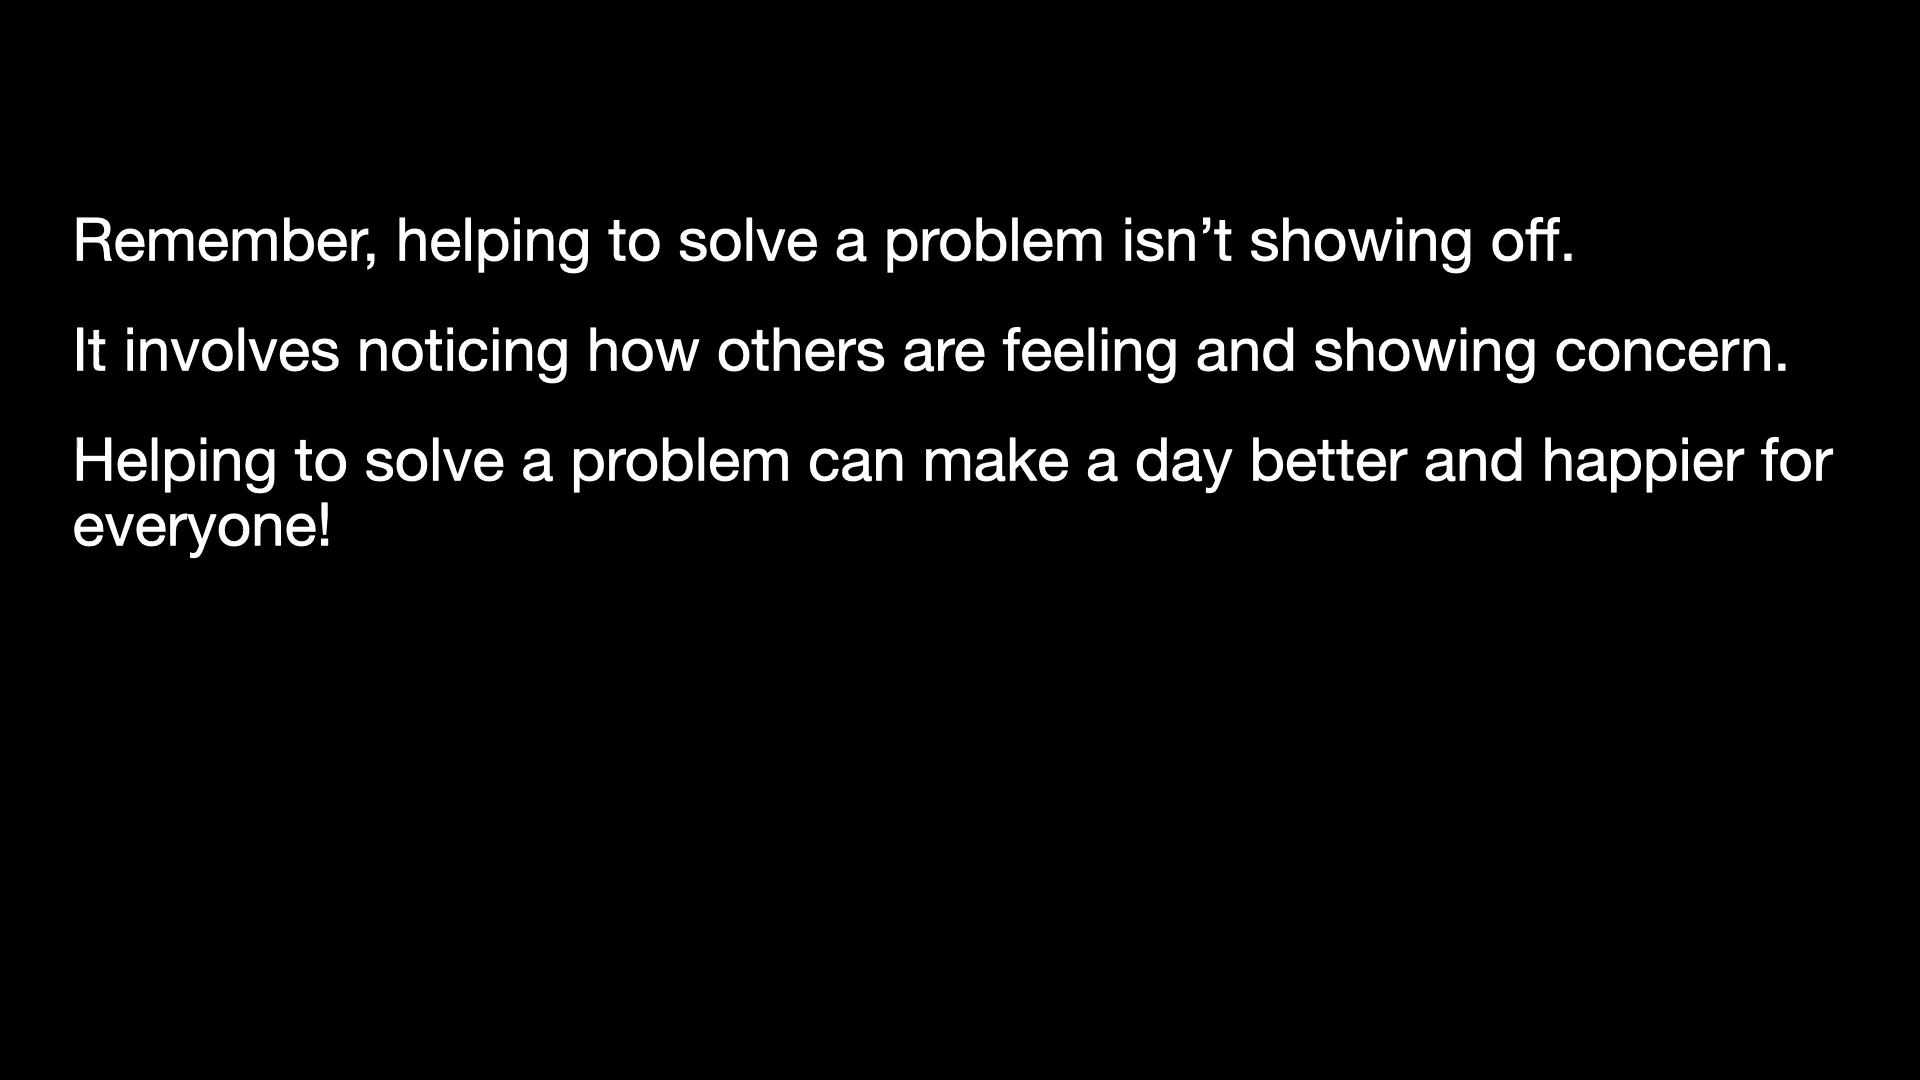 Remember, helping to solve a problem isn’t showing off.
It involves noticing how others are feeling and showing concern.
Helping to solve a problem can make a day better and happier for
everyone!